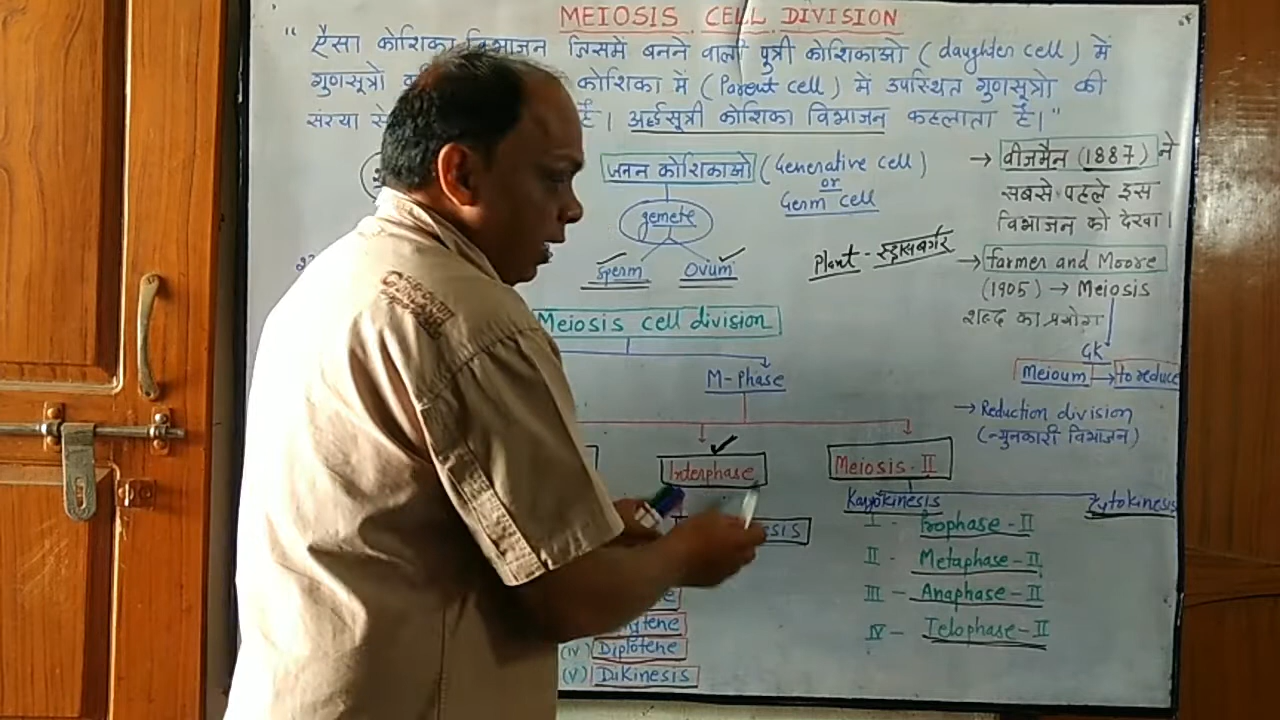 MEIOSIS CELL DIVISION
" ऐसा कोशिका विभाजन जिसमें बनने वाली पुत्री कोशिकाओ ( daughter cell ) में
गुणसूत्रो कोशिका में ( Parent cell ) में उपस्थित गुणसूत्रो की
संख्या से है। अर्द्धसूत्री कोशिका विभाजन कहलाता है।"
जनन कोशिकाओ ( Generative cell )
or
Germ cell
gemete
Sperm Ovum
Plant -
→ वीजमैन (1887) ने
सबसे पहले इस
विभाजन को देखा।
→ farmer and Moore
(1905) → Meiosis
शब्द का प्रयोग
GK
Meioum → to reduce
→ Reduction division
(न्युनकारी विभाजन)
Meiosis cell division
M-Phase
Interphase
Meiosis-II
Karyokinesis
Cytokinesis
I - Prophase-II
II - Metaphase-II
III - Anaphase-II
IV - Telophase-II
(IV) Diplotene
(V) Dikinesis